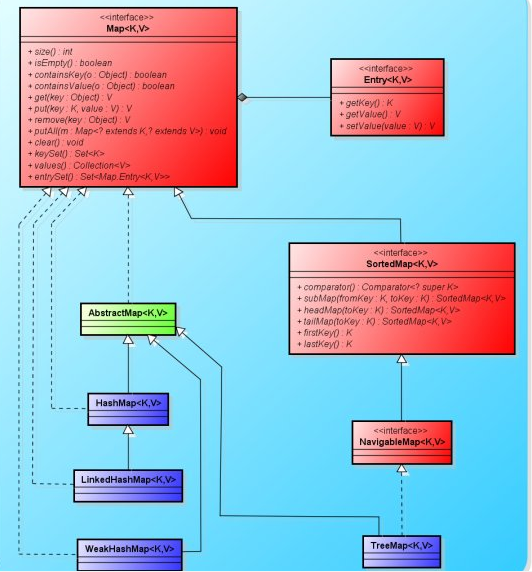 <<interface>>
Map<K,V>
+ size() : int
+ isEmpty() : boolean
+ containsKey(o : Object) : boolean
+ containsValue(o : Object) : boolean
+ get(key : Object) : V
+ put(key : K, value : V) : V
+ remove(key : Object) : V
+ putAll(m : Map<? extends K,? extends V>) : void
+ clear() : void
+ keySet() : Set<K>
+ values() : Collection<V>
+ entrySet() : Set<Map.Entry<K,V>>
<<interface>>
Entry<K,V>
+ getKey() : K
+ getValue() : V
+ setValue(value : V) : V
<<interface>>
SortedMap<K,V>
+ comparator() : Comparator<? super K>
+ subMap(fromKey : K, toKey : K) : SortedMap<K,V>
+ headMap(toKey : K) : SortedMap<K,V>
+ tailMap(toKey : K) : SortedMap<K,V>
+ firstKey() : K
+ lastKey() : K
AbstractMap<K,V>
HashMap<K,V>
<<interface>>
NavigableMap<K,V>
LinkedHashMap<K,V>
WeakHashMap<K,V>
TreeMap<K,V>